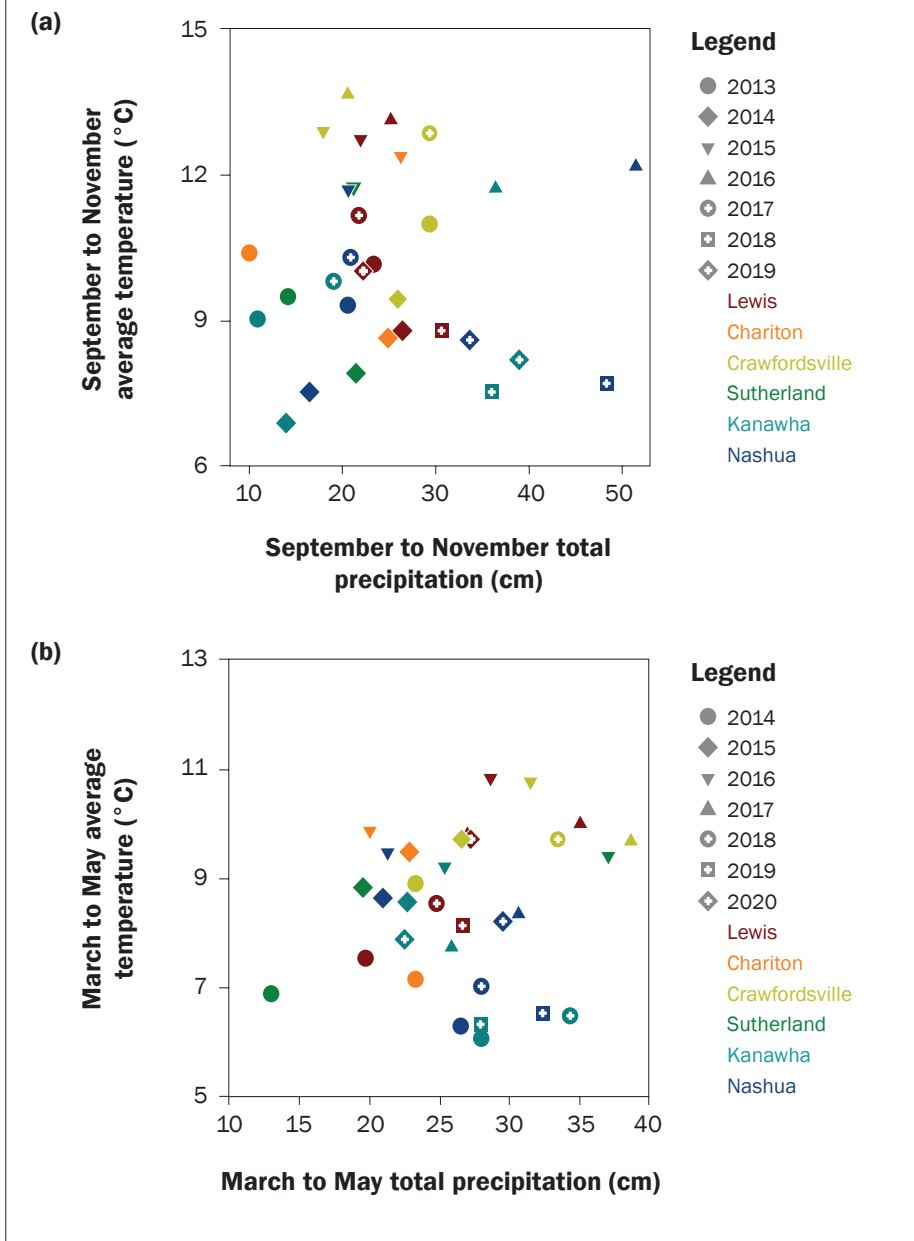 (a)
September to November
average temperature (°C)
15
12
9
6
10 20 30 40 50
September to November total
precipitation (cm)
Legend
2013
2014
2015
2016
2017
2018
2019
Lewis
Chariton
Crawfordsville
Sutherland
Kanawha
Nashua
(b)
March to May average
temperature (°C)
13
11
9
7
5
10 15 20 25 30 35 40
March to May total precipitation (cm)
Legend
2014
2015
2016
2017
2018
2019
2020
Lewis
Chariton
Crawfordsville
Sutherland
Kanawha
Nashua